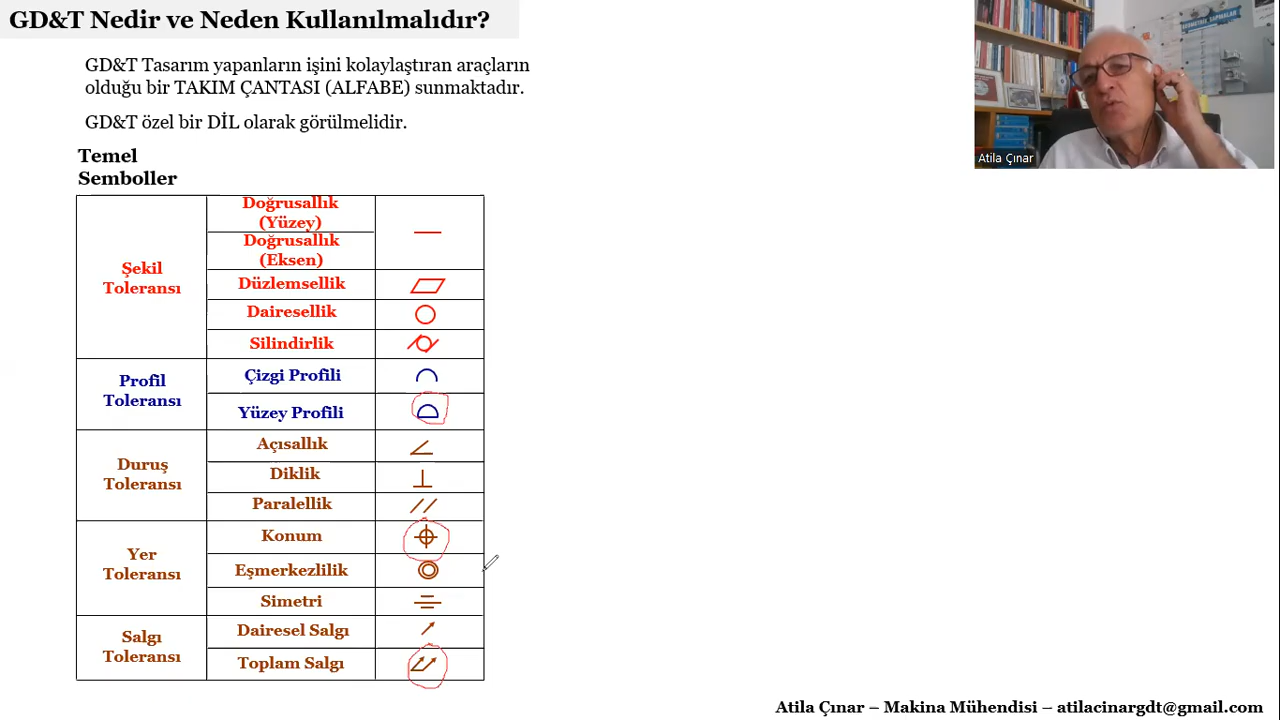 GD&T Nedir ve Neden Kullanılmalıdır?
GD&T Tasarım yapanların işini kolaylaştıran araçların
olduğu bir TAKIM ÇANTASI (ALFABE) sunmaktadır.
GD&T özel bir DİL olarak görülmelidir.
Temel
Semboller
Şekil
Toleransı
Doğrusallık
(Yüzey)
Doğrusallık
(Eksen)
Düzlemsellik
Dairesellik
Silindirlik
Profil
Toleransı
Çizgi Profili
Yüzey Profili
Duruş
Toleransı
Açısallık
Diklik
Paralellik
Yer
Toleransı
Konum
Eşmerkezlilik
Simetri
Salgı
Toleransı
Dairesel Salgı
Toplam Salgı
Atila Çınar
Atila Çınar – Makina Mühendisi – atilacinargdt@gmail.com